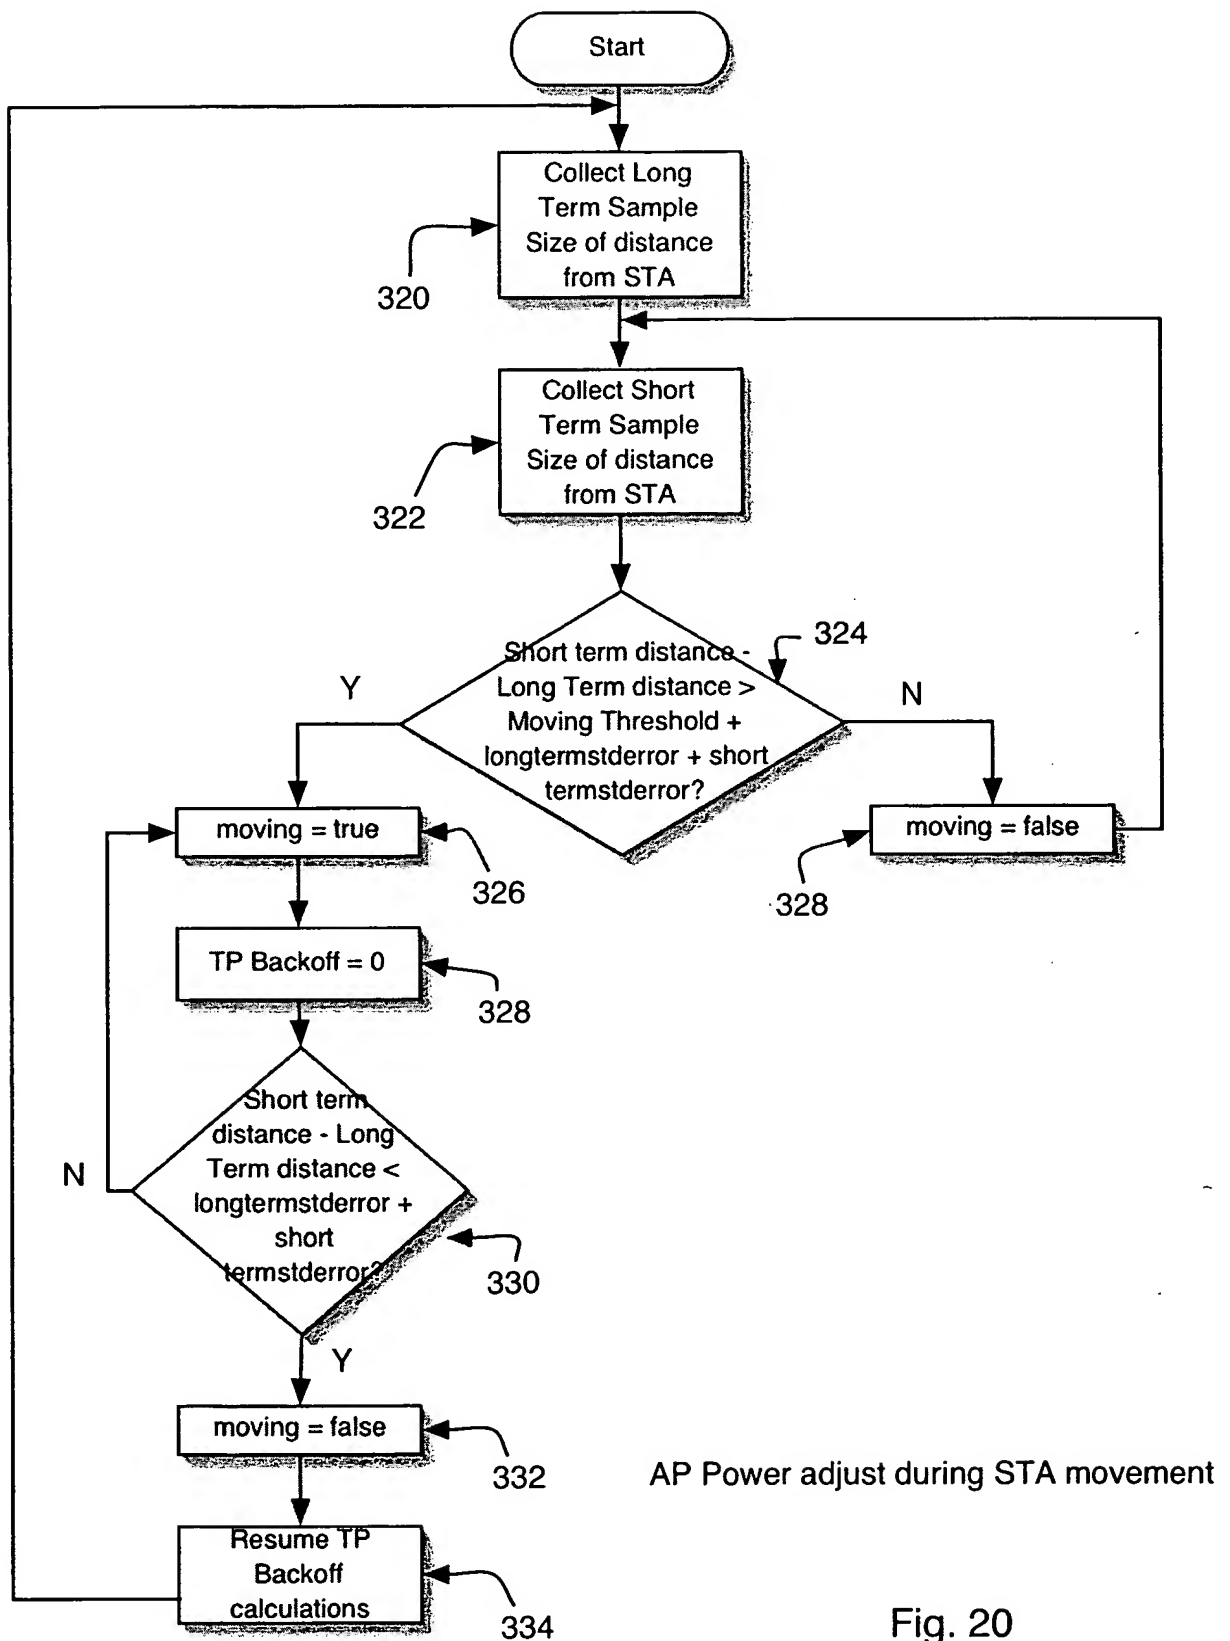 Start
Collect Long
Term Sample
Size of distance
from STA
320
Collect Short
Term Sample
Size of distance
from STA
322
324
Short term distance -
Long Term distance >
Moving Threshold +
longtermstderror + short
termstderror?
Y
N
moving = true
326
moving = false
328
TP Backoff = 0
328
Short term
distance - Long
Term distance <
longtermstderror +
short
termstderror?
N
330
Y
moving = false
332
AP Power adjust during STA movement
Resume TP
Backoff
calculations
334
Fig. 20